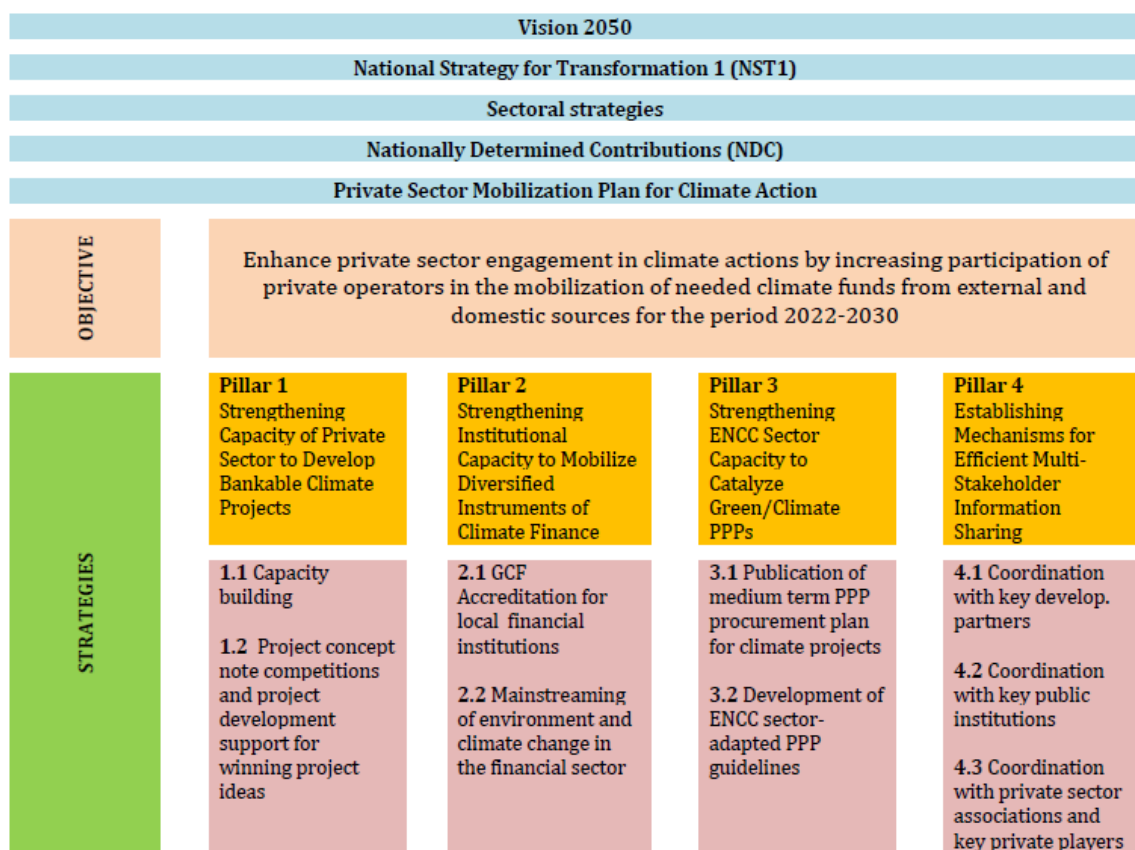 Vision 2050
National Strategy for Transformation 1 (NST1)
Sectoral strategies
Nationally Determined Contributions (NDC)
Private Sector Mobilization Plan for Climate Action
OBJECTIVE
Enhance private sector engagement in climate actions by increasing participation of
private operators in the mobilization of needed climate funds from external and
domestic sources for the period 2022-2030
STRATEGIES
Pillar 1
Strengthening
Capacity of Private
Sector to Develop
Bankable Climate
Projects
Pillar 2
Strengthening
Institutional
Capacity to Mobilize
Diversified
Instruments of
Climate Finance
Pillar 3
Strengthening
ENCC Sector
Capacity to
Catalyze
Green/Climate
PPPs
Pillar 4
Establishing
Mechanisms for
Efficient Multi-
Stakeholder
Information
Sharing
1.1 Capacity
building
1.2 Project concept
note competitions
and project
development
support for
winning project
ideas
2.1 GCF
Accreditation for
local financial
institutions
2.2 Mainstreaming
of environment and
climate change in
the financial sector
3.1 Publication of
medium term PPP
procurement plan
for climate projects
3.2 Development of
ENCC sector-
adapted PPP
guidelines
4.1 Coordination
with key develop.
partners
4.2 Coordination
with key public
institutions
4.3 Coordination
with private sector
associations and
key private players